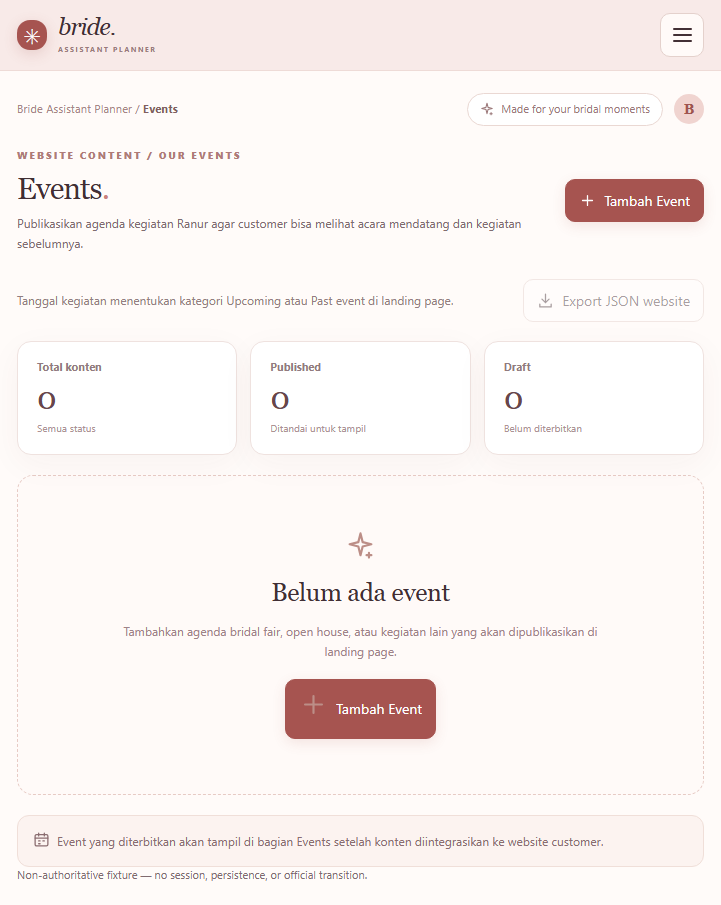 bride.
ASSISTANT PLANNER
Bride Assistant Planner / Events
Made for your bridal moments
B
WEBSITE CONTENT / OUR EVENTS
Events.
Publikasikan agenda kegiatan Ranur agar customer bisa melihat acara mendatang dan kegiatan
sebelumnya.
Tambah Event
Tanggal kegiatan menentukan kategori Upcoming atau Past event di landing page.
Export JSON website
Total konten
0
Semua status
Published
0
Ditandai untuk tampil
Draft
0
Belum diterbitkan
Belum ada event
Tambahkan agenda bridal fair, open house, atau kegiatan lain yang akan dipublikasikan di
landing page.
Tambah Event
Event yang diterbitkan akan tampil di bagian Events setelah konten diintegrasikan ke website customer.
Non-authoritative fixture — no session, persistence, or official transition.